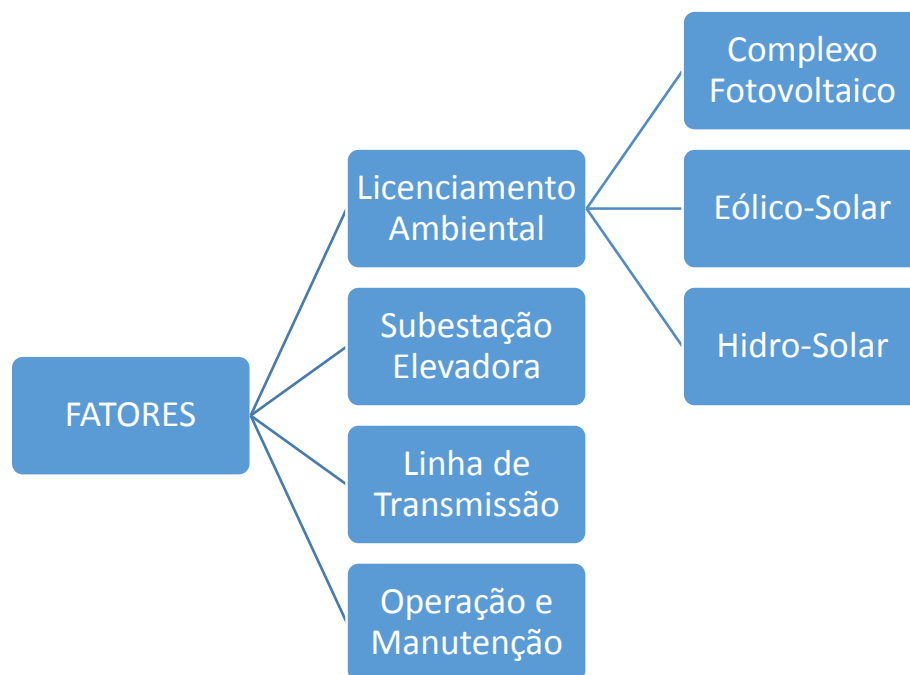 FATORES
Licenciamento
Ambiental
Subestação
Elevadora
Linha de
Transmissão
Operação e
Manutenção
Complexo
Fotovoltaico
Eólico-Solar
Hidro-Solar